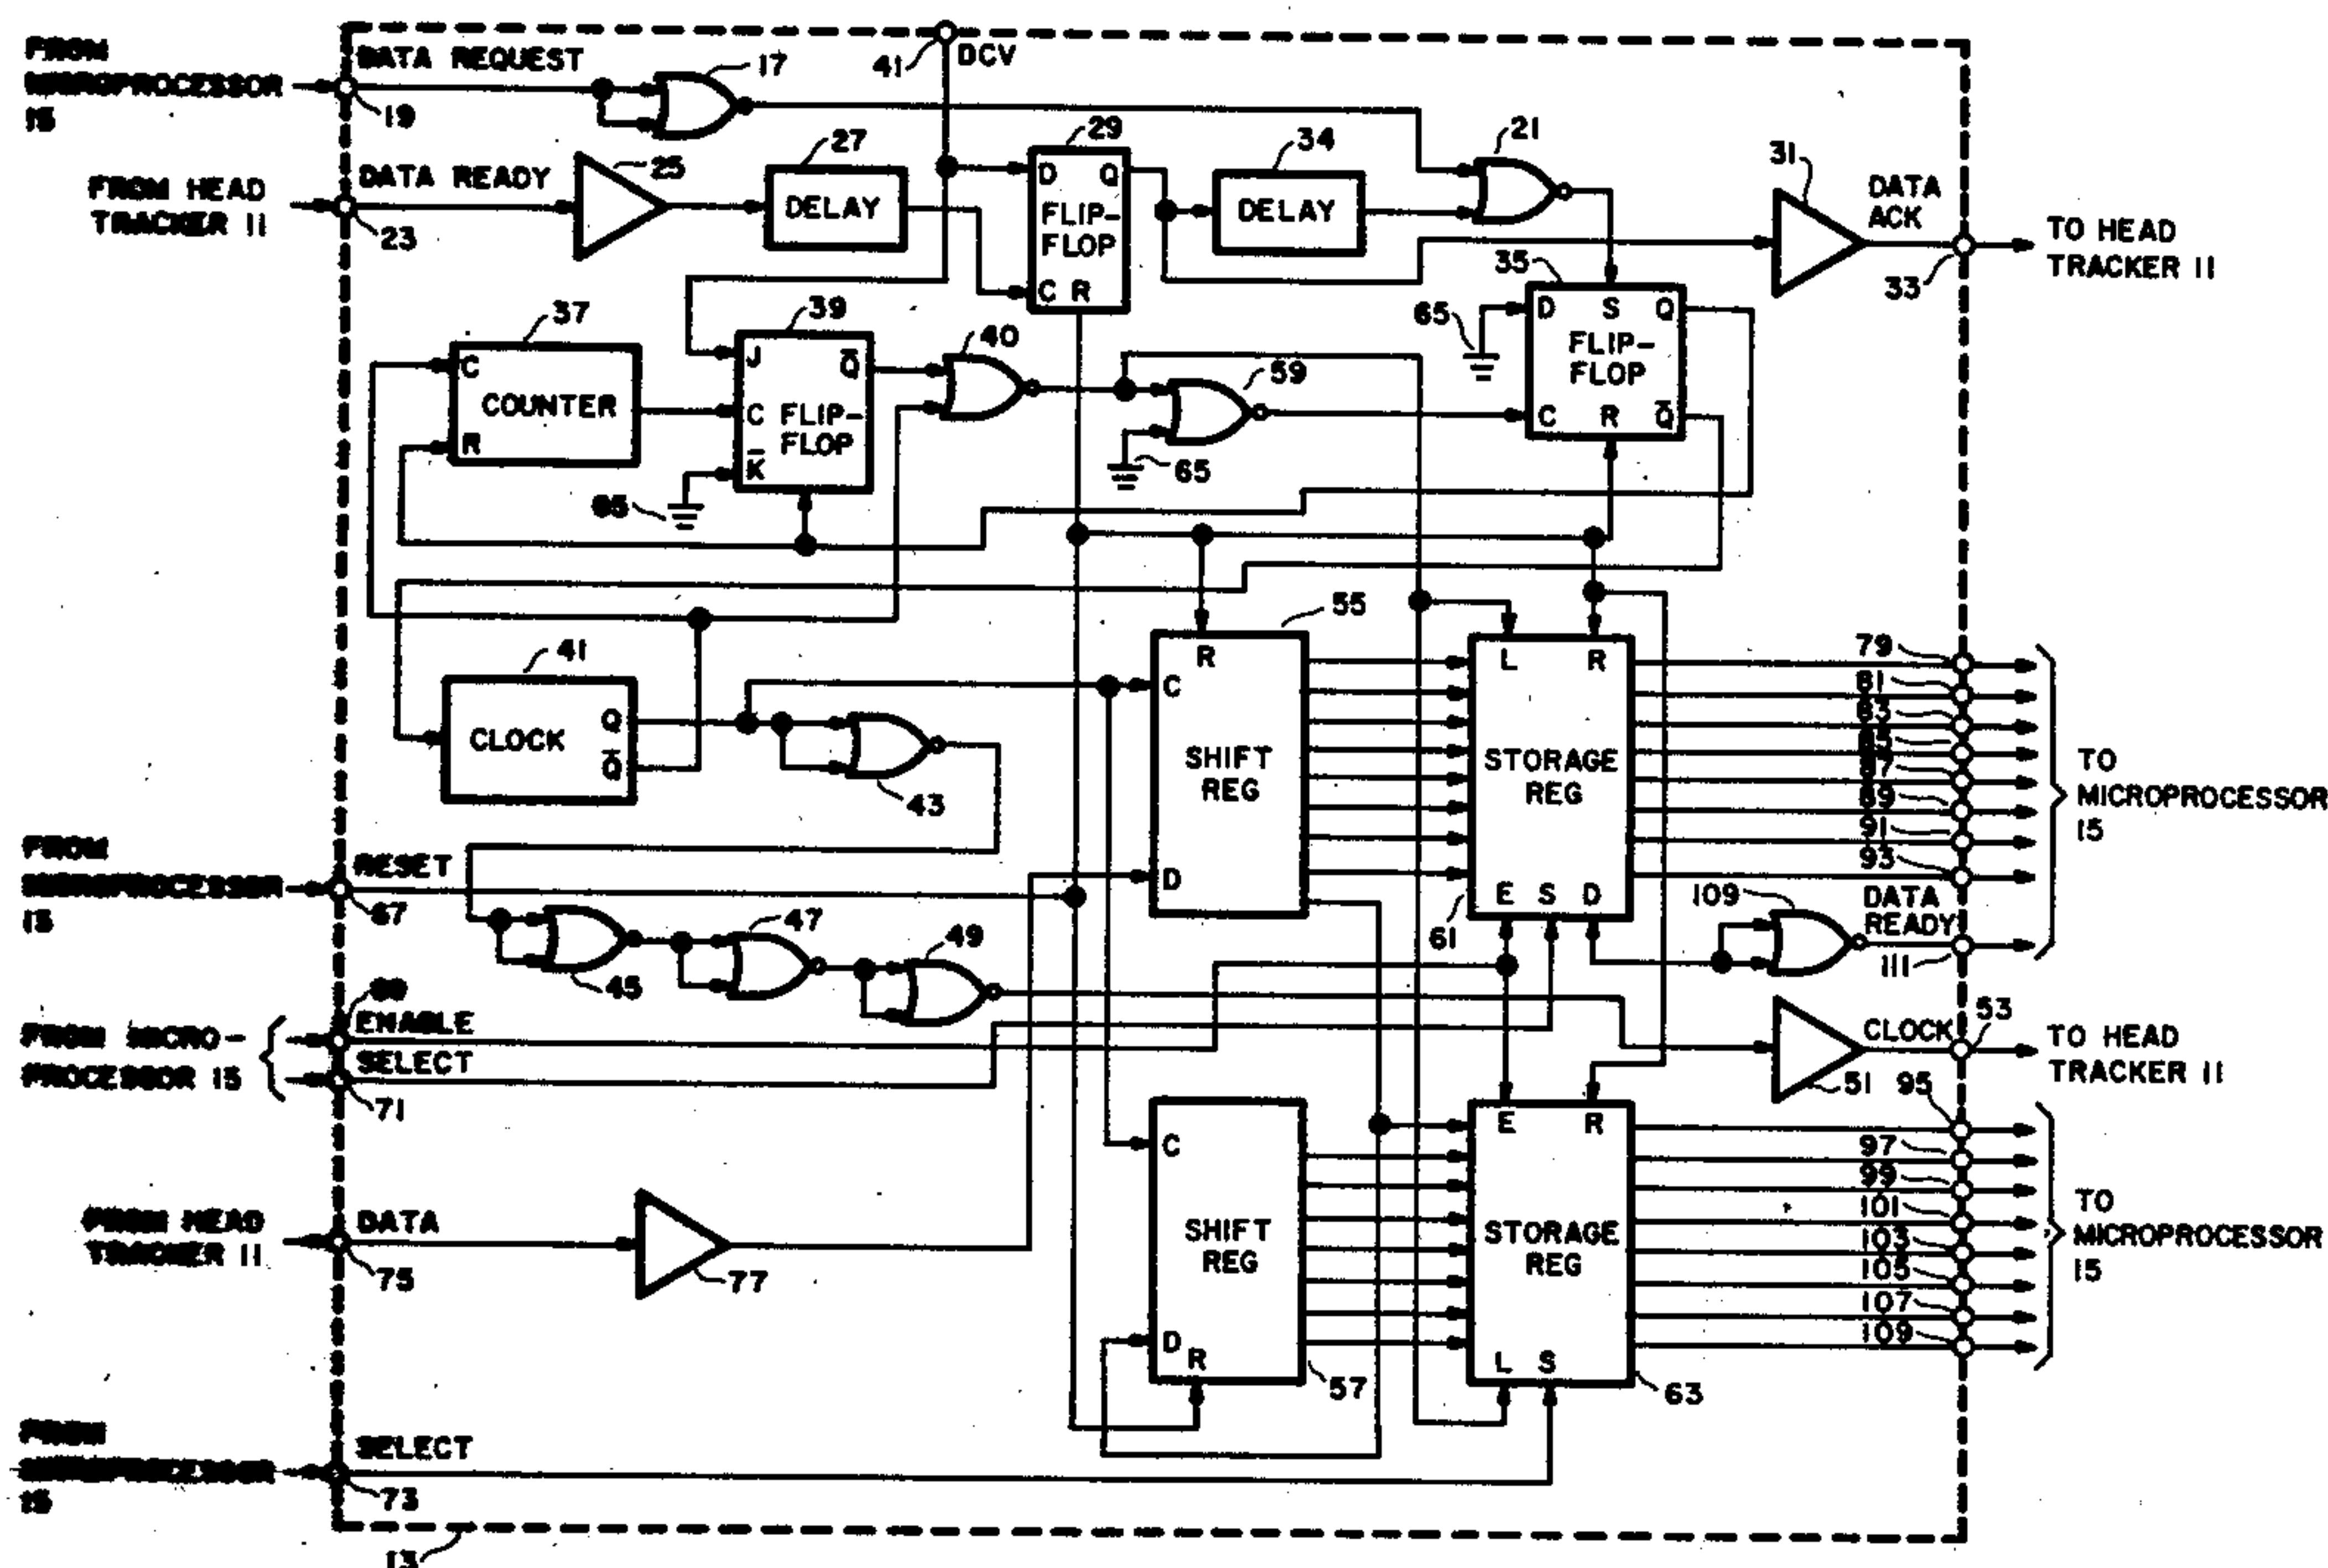 FROM
MICROPROCESSOR
15
DATA REQUEST
19
17
41
DCV
FROM HEAD
TRACKER 11
DATA READY
23
25
27
DELAY
29
D Q
FLIP-
FLOP
C R
34
DELAY
21
31
DATA
ACK
33
TO HEAD
TRACKER 11
35
65
D S Q
FLIP-
FLOP
C R Q̅
37
C
COUNTER
R
39
J Q̅
C FLIP-
FLOP
K̅
65
40
59
65
41
CLOCK
Q
Q̅
43
55
R
C
SHIFT
REG
D
L R
STORAGE
REG
E S D
61
79
81
83
85
87
89
91
93
TO
MICROPROCESSOR
15
DATA
READY
109
111
FROM
MICROPROCESSOR
15
RESET
67
45
47
49
FROM MICRO-
PROCESSOR 15
ENABLE
SELECT
71
CLOCK
53
51
TO HEAD
TRACKER 11
C
SHIFT
REG
D
R
57
E R
STORAGE
REG
L S
63
95
97
99
101
103
105
107
109
TO
MICROPROCESSOR
15
FROM HEAD
TRACKER 11
DATA
75
77
FROM
MICROPROCESSOR
15
SELECT
73
13